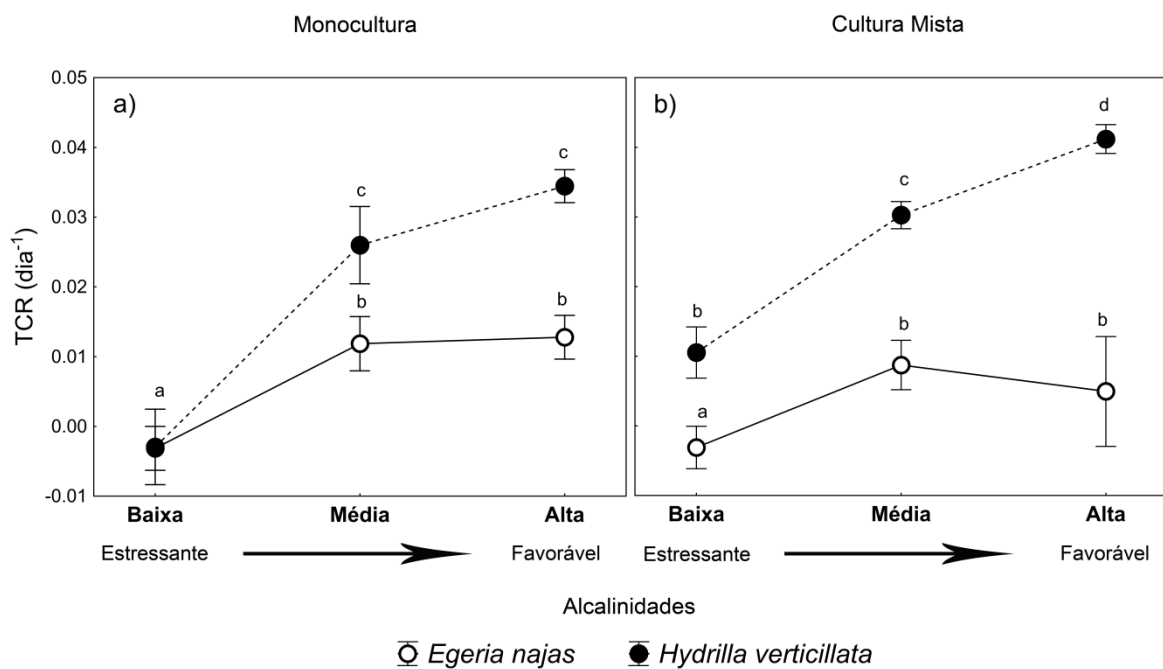 Monocultura
Cultura Mista
TCR (dia⁻¹)
0.05
0.04
0.03
0.02
0.01
0.00
-0.01
a)
a
c
b
c
b
b)
b
a
c
b
d
b
Baixa Média Alta
Estressante Favorável
Baixa Média Alta
Estressante Favorável
Alcalinidades
Egeria najas Hydrilla verticillata